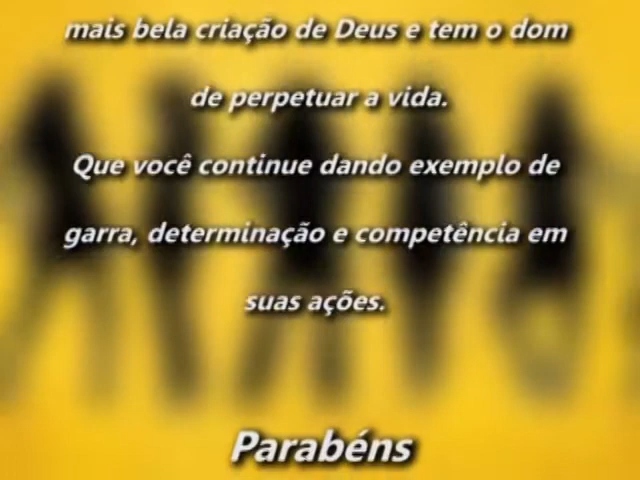 mais bela criação de Deus e tem o dom
de perpetuar a vida.
Que você continue dando exemplo de
garra, determinação e competência em
suas ações.
Parabéns